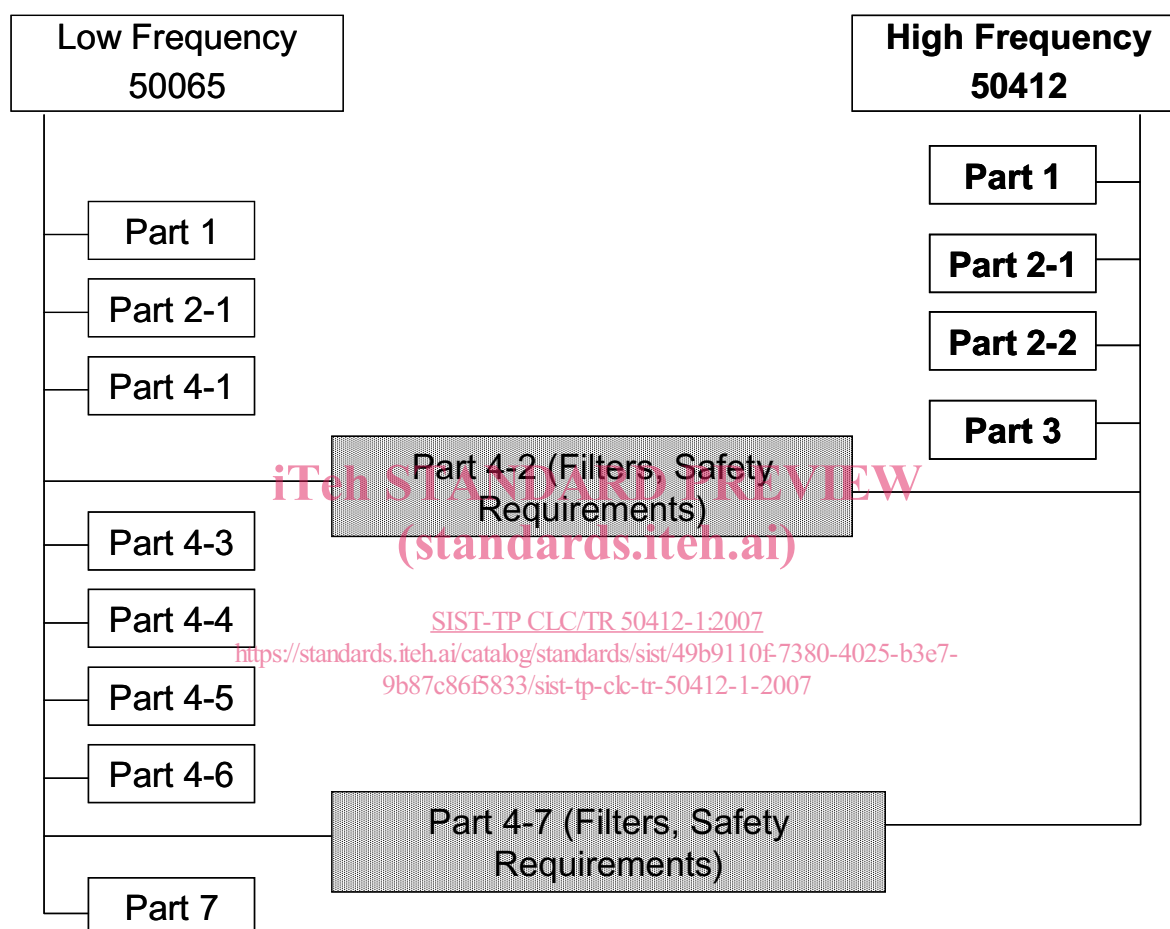 Low Frequency
50065
High Frequency
50412
Part 1
Part 2-1
Part 4-1
Part 1
Part 2-1
Part 2-2
Part 3
Part 4-2 (Filters, Safety
Requirements)
iTeh STANDARD PREVIEW
(standards.iteh.ai)
Part 4-3
Part 4-4
Part 4-5
Part 4-6
SIST-TP CLC/TR 50412-1:2007
https://standards.iteh.ai/catalog/standards/sist/49b9110f-7380-4025-b3e7-
9b87c86f5833/sist-tp-clc-tr-50412-1-2007
Part 4-7 (Filters, Safety
Requirements)
Part 7